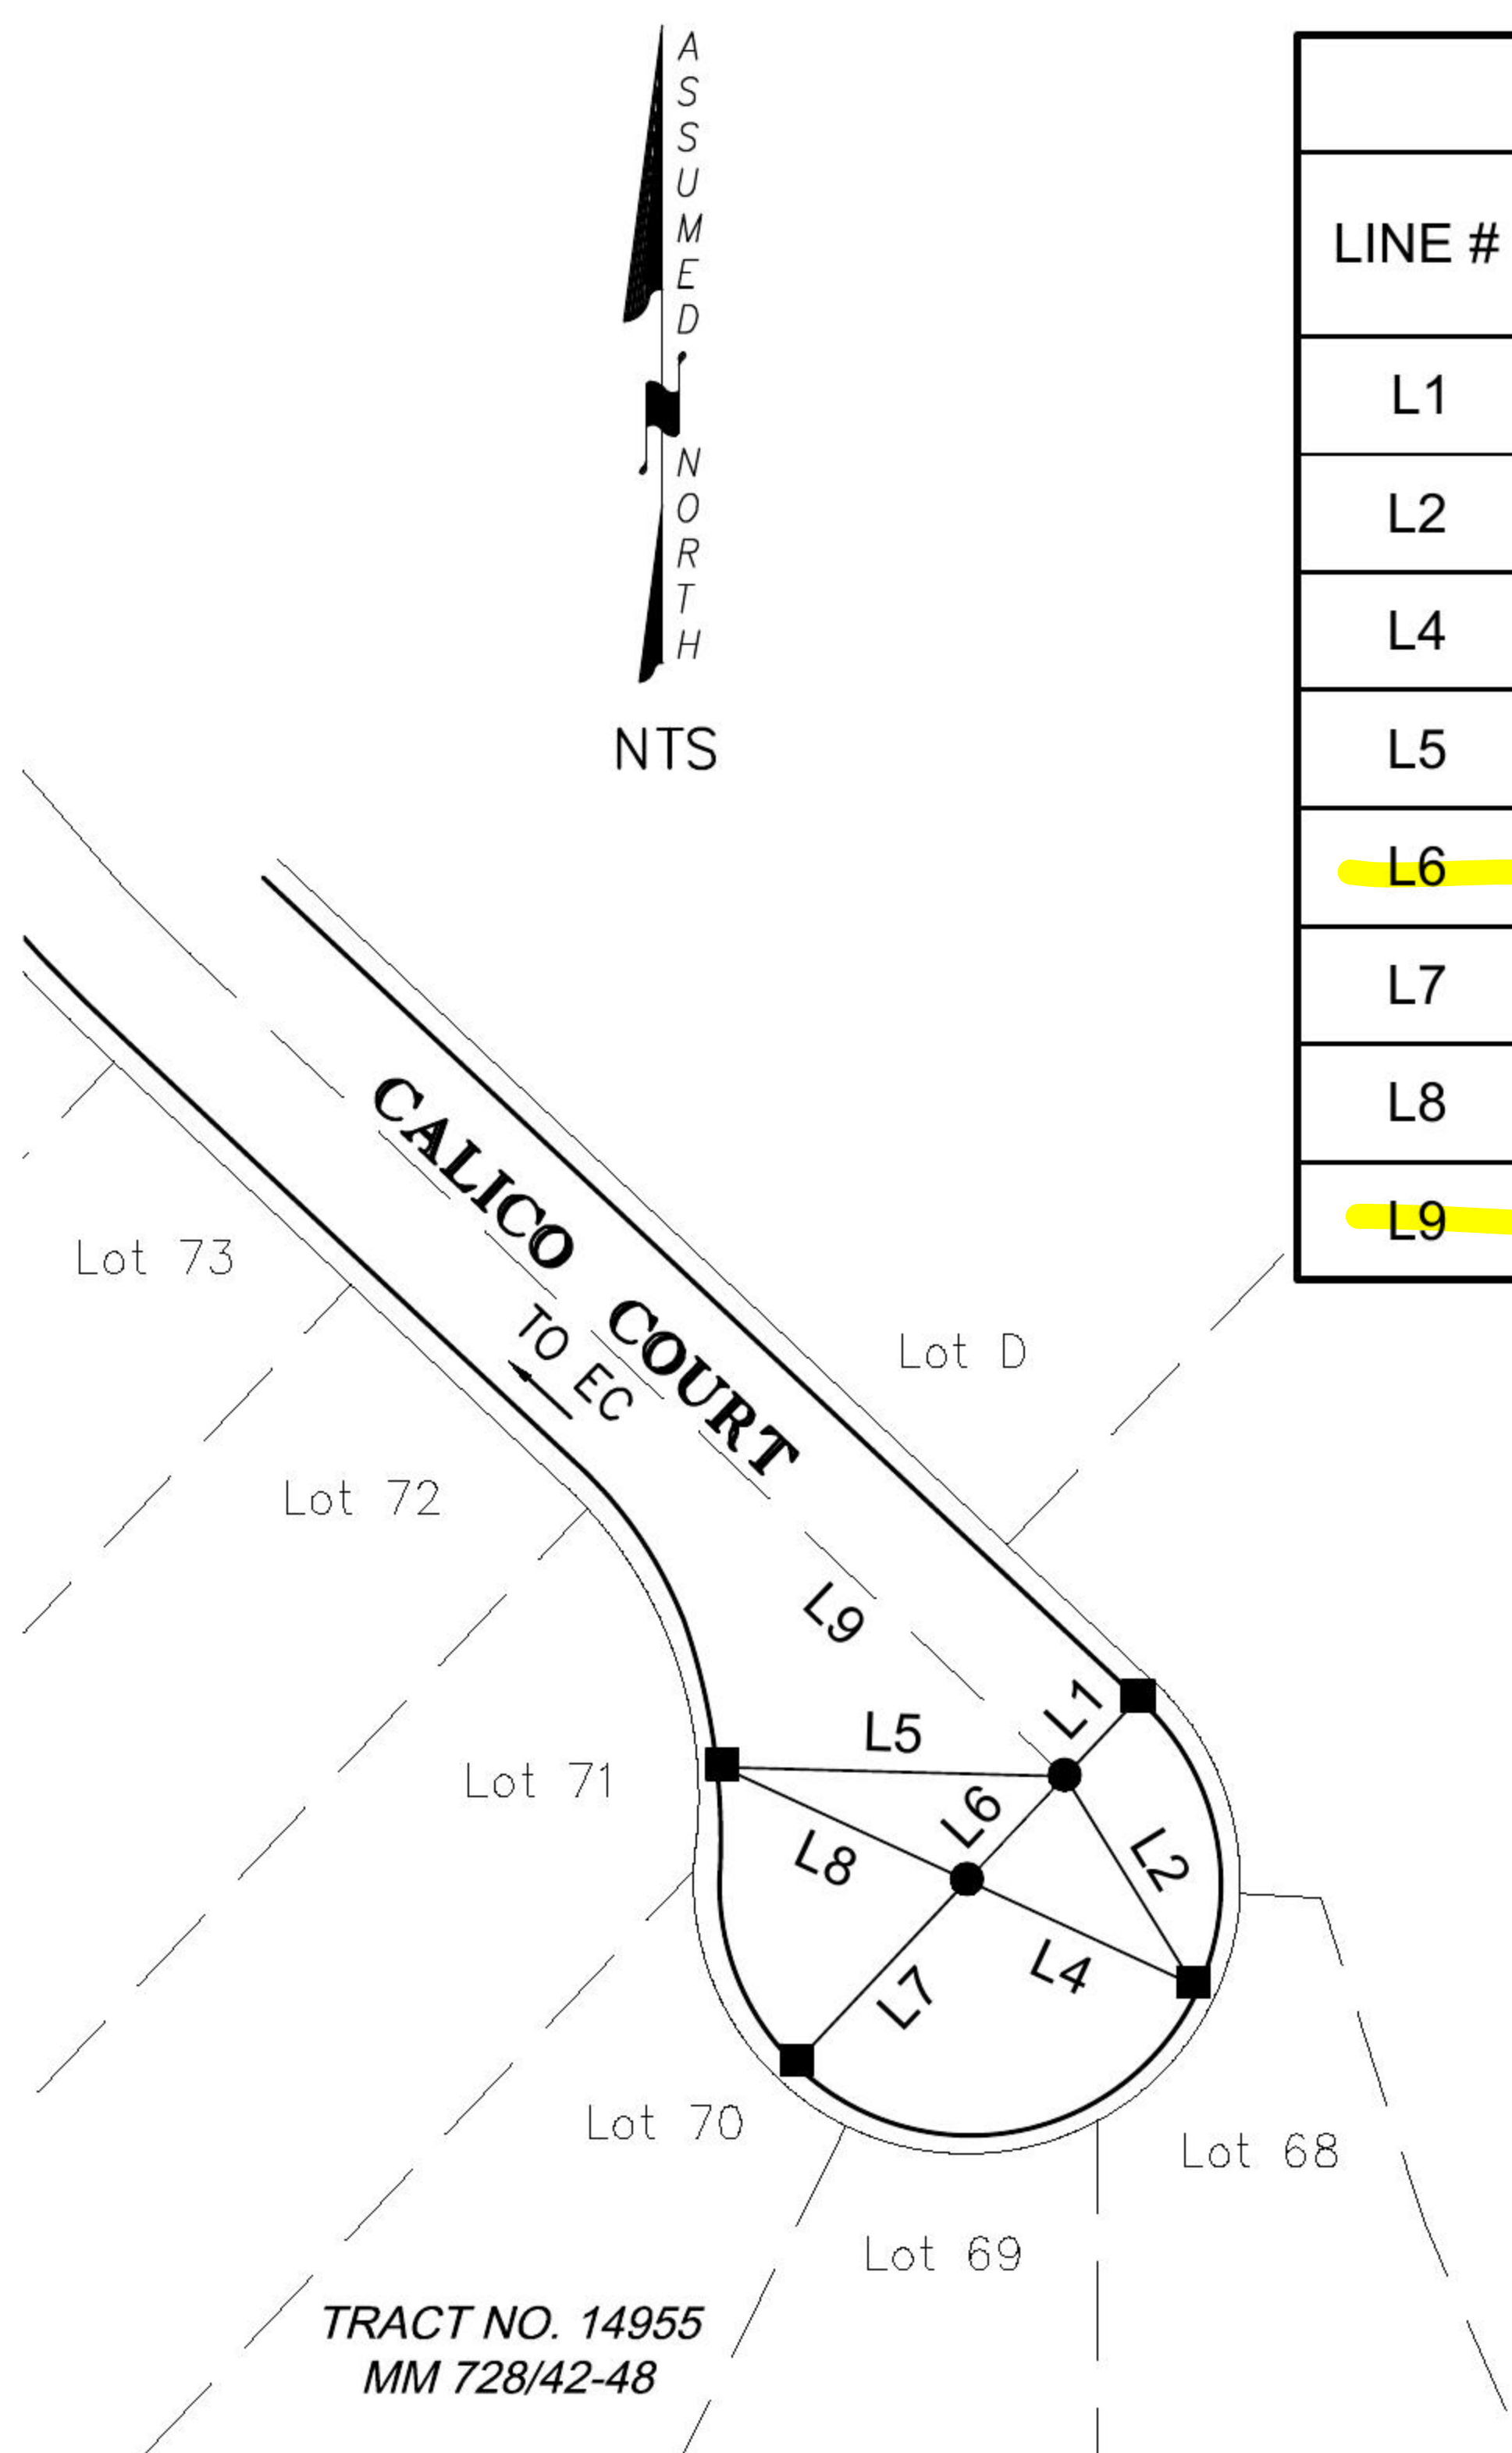 ASSUMED
NORTH
NTS
LINE #
L1
L2
L4
L5
L6
L7
L8
L9
CALICO COURT
TO EC
Lot 73
Lot D
Lot 72
L9
L1
L5
Lot 71
L6
L8
L2
L4
L7
Lot 70
Lot 68
Lot 69
TRACT NO. 14955
MM 728/42-48